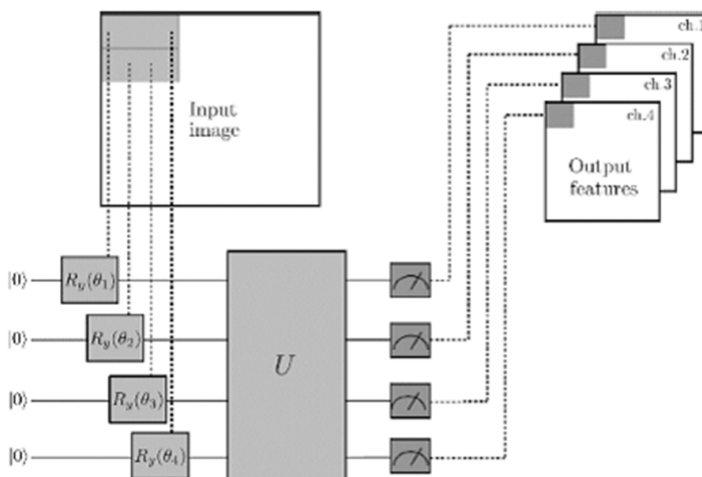 Input
image
ch.1
ch.2
ch.3
ch.4
Output
features
|0⟩ R_y(θ_1)
|0⟩ R_y(θ_2)
|0⟩ R_y(θ_3)
|0⟩ R_y(θ_4)
U